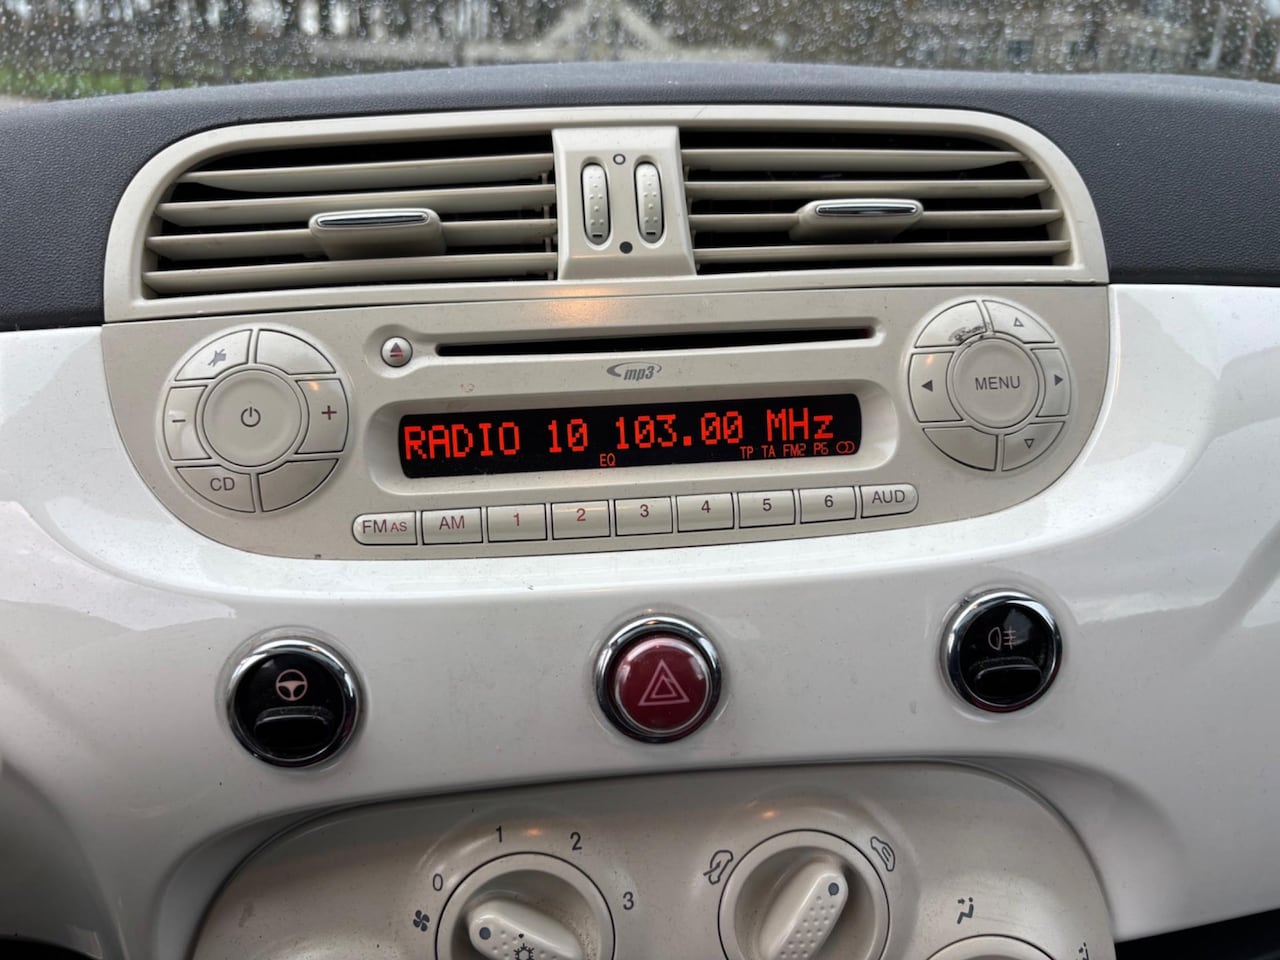 mp3
RADIO 10 103.00 MHz
EQ TP TA FM2 P6
MENU
CD
FM AS AM 1 2 3 4 5 6 AUD
0 1 2 3